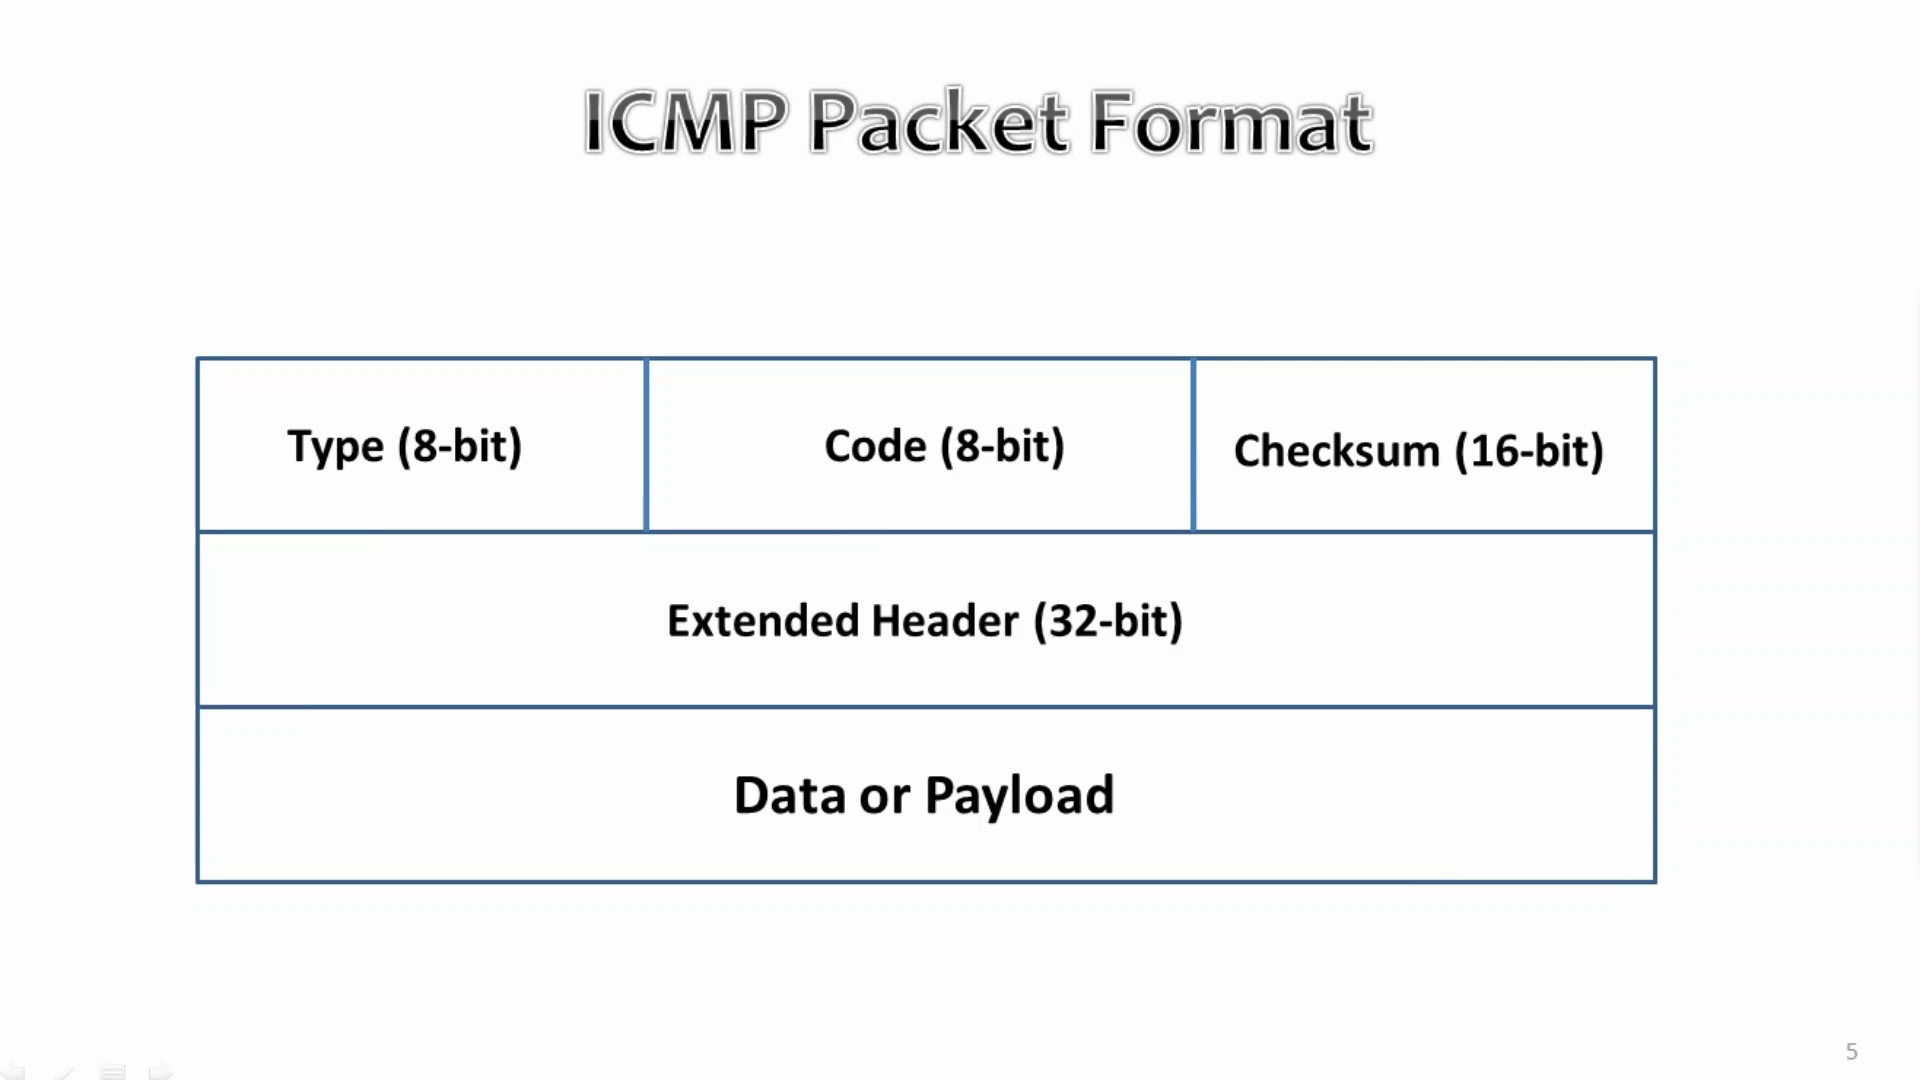 ICMP Packet Format
Type (8-bit)
Code (8-bit)
Checksum (16-bit)
Extended Header (32-bit)
Data or Payload
5